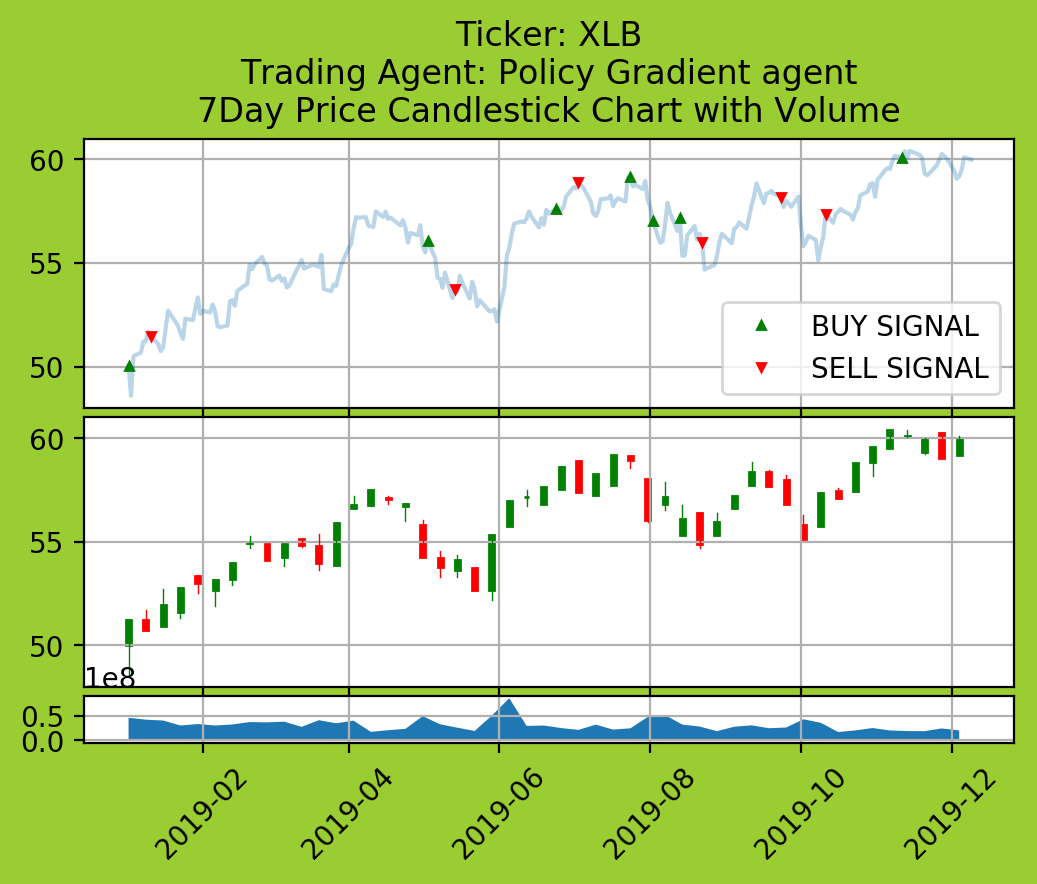 Ticker: XLB
Trading Agent: Policy Gradient agent
7Day Price Candlestick Chart with Volume
60
55
50
BUY SIGNAL
SELL SIGNAL
60
55
50
1e8
0.5
0.0
2019-02
2019-04
2019-06
2019-08
2019-10
2019-12